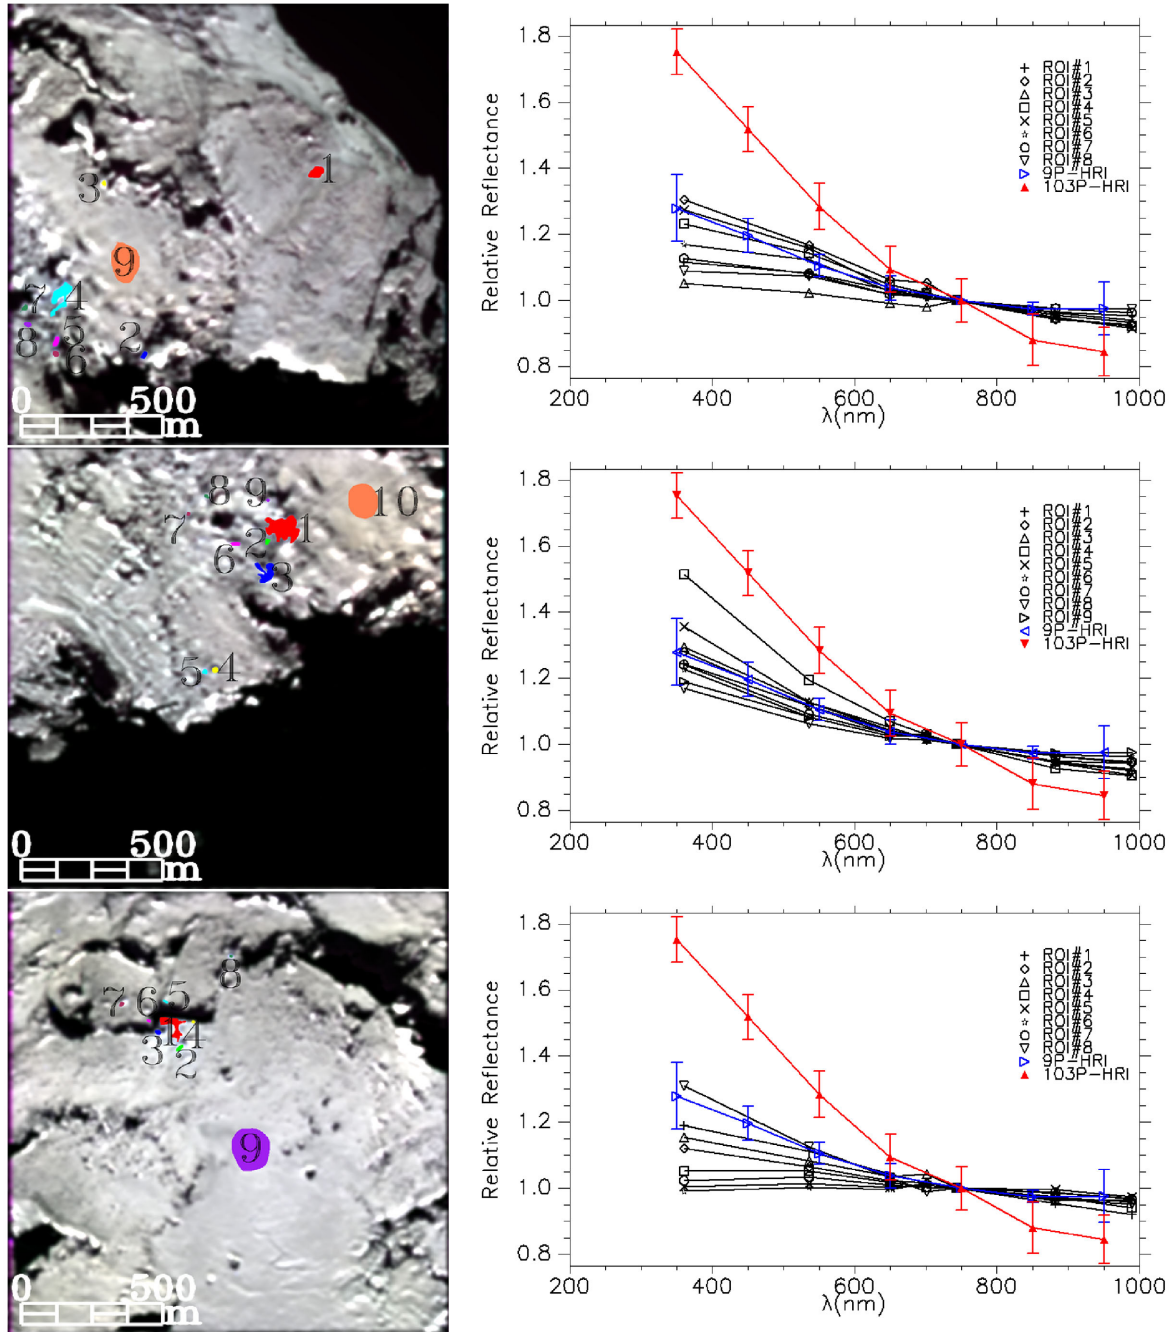 1
3
9
7
4
8
5
2
6
0 500
m
1.8
1.6
1.4
1.2
1.0
0.8
Relative Reflectance
ROI#1
ROI#2
ROI#3
ROI#4
ROI#5
ROI#6
ROI#7
ROI#8
9P-HRI
103P-HRI
200 400 600 800 1000
λ(nm)
8 9 10
7 2 1
6 3
5 4
0 500
m
1.8
1.6
1.4
1.2
1.0
0.8
Relative Reflectance
ROI#1
ROI#2
ROI#3
ROI#4
ROI#5
ROI#6
ROI#7
ROI#8
ROI#9
9P-HRI
103P-HRI
200 400 600 800 1000
λ(nm)
8
7 6 5
3 1 4
2
9
0 500
m
1.8
1.6
1.4
1.2
1.0
0.8
Relative Reflectance
ROI#1
ROI#2
ROI#3
ROI#4
ROI#5
ROI#6
ROI#7
ROI#8
9P-HRI
103P-HRI
200 400 600 800 1000
λ(nm)